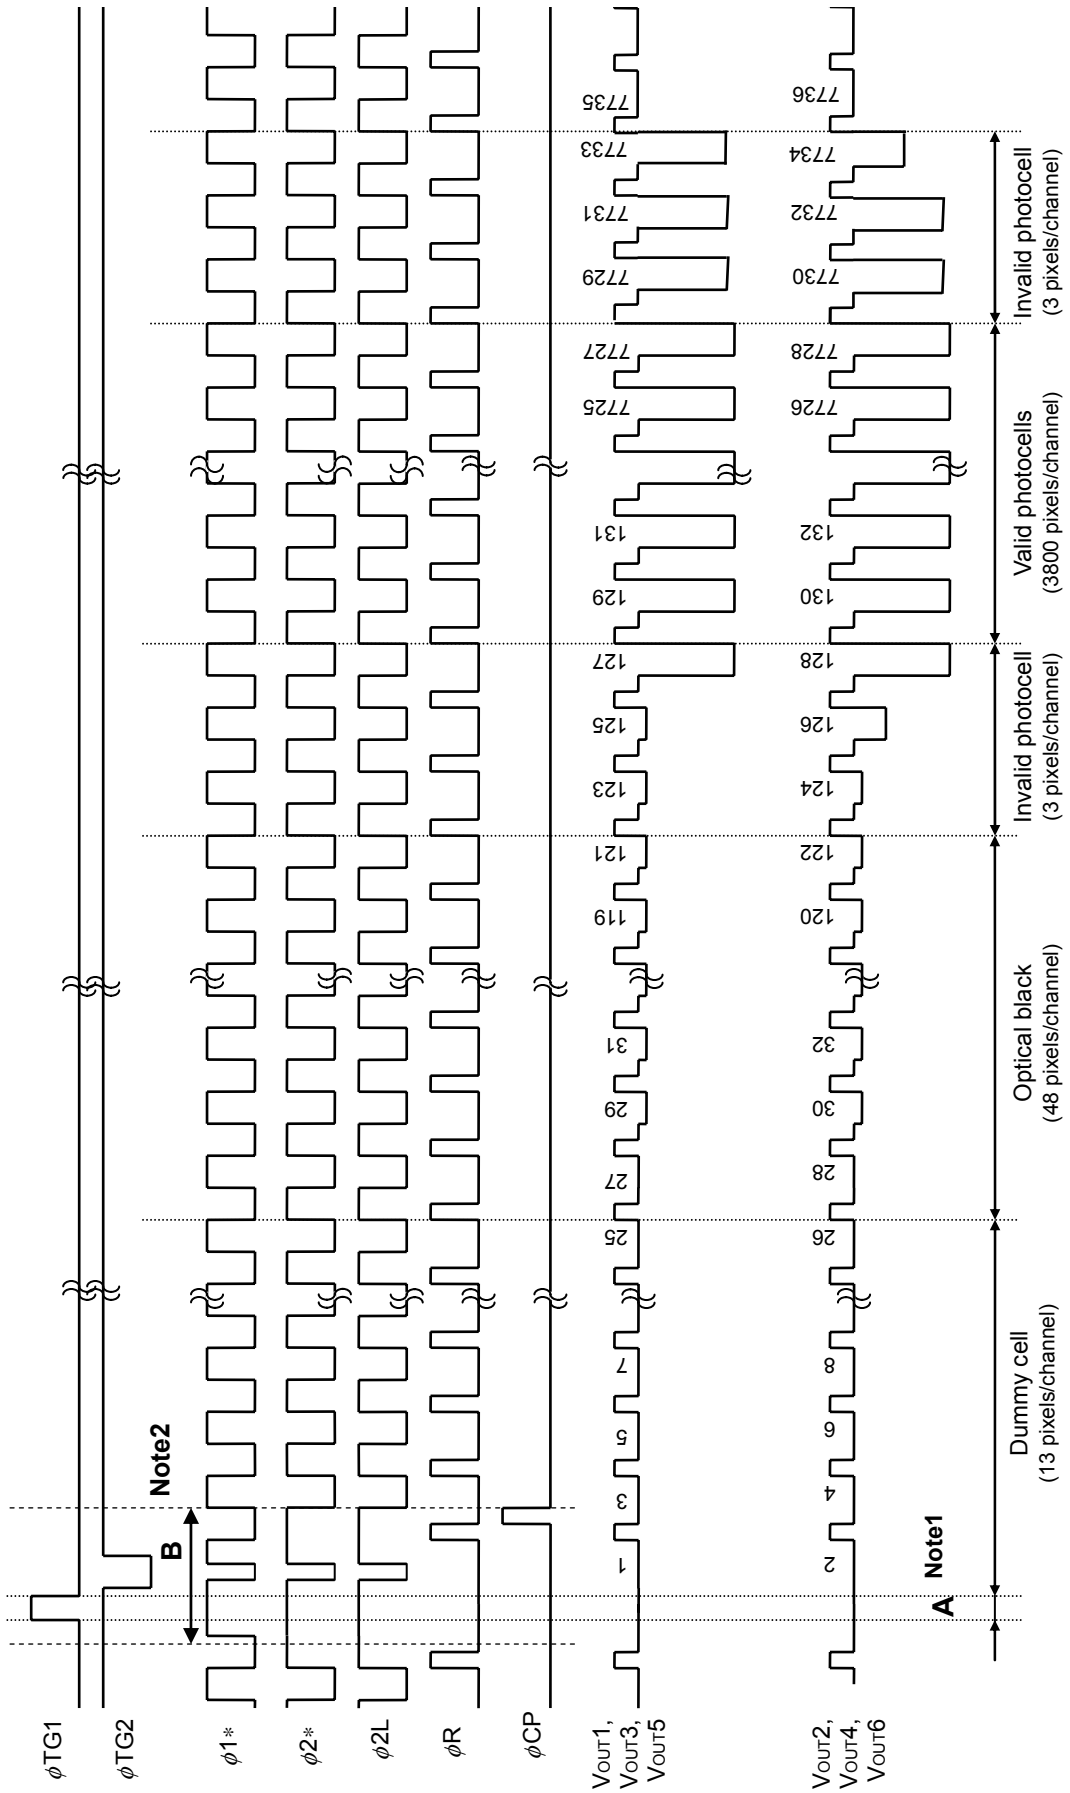 φTG1
φTG2
Note2
B
φ1*
φ2*
φ2L
φR
φCP
VOUT1,
VOUT3,
VOUT5
1 3 5 7 25 27 29 31 119 121 123 125 127 129 131 7725 7727 7729 7731 7733 7735
VOUT2,
VOUT4,
VOUT6
2 4 6 8 26 28 30 32 120 122 124 126 128 130 132 7726 7728 7730 7732 7734 7736
Note1
A
Dummy cell
(13 pixels/channel)
Optical black
(48 pixels/channel)
Invalid photocell
(3 pixels/channel)
Valid photocells
(3800 pixels/channel)
Invalid photocell
(3 pixels/channel)